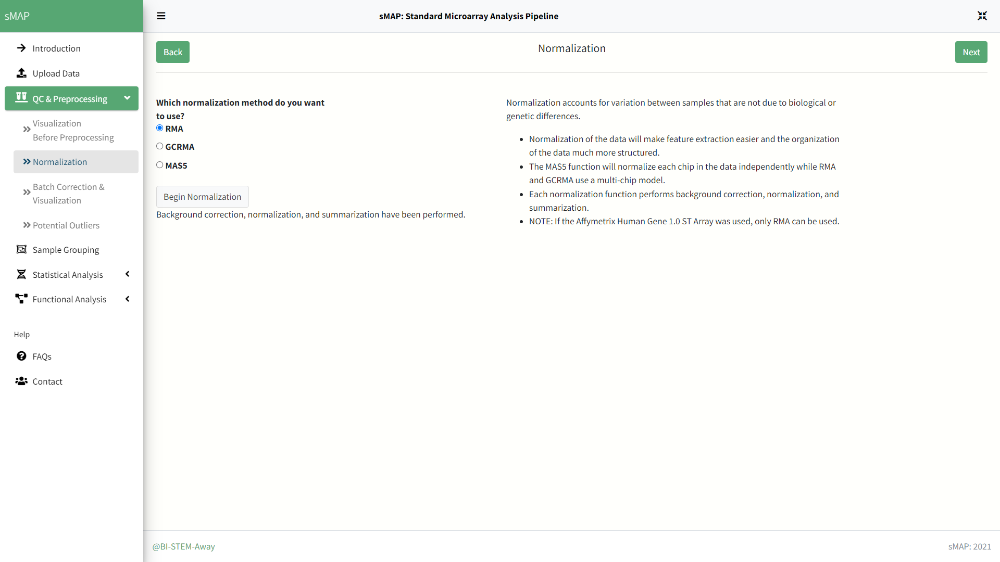 sMAP
sMAP: Standard Microarray Analysis Pipeline
Introduction
Upload Data
QC & Preprocessing
Visualization
Before Preprocessing
Normalization
Batch Correction &
Visualization
Potential Outliers
Sample Grouping
Statistical Analysis
Functional Analysis
Help
FAQs
Contact
Back
Normalization
Next
Which normalization method do you want
to use?
RMA
GCRMA
MAS5
Begin Normalization
Background correction, normalization, and summarization have been performed.
Normalization accounts for variation between samples that are not due to biological or
genetic differences.
Normalization of the data will make feature extraction easier and the organization
of the data much more structured.
The MAS5 function will normalize each chip in the data independently while RMA
and GCRMA use a multi-chip model.
Each normalization function performs background correction, normalization, and
summarization.
NOTE: If the Affymetrix Human Gene 1.0 ST Array was used, only RMA can be used.
@BI-STEM-Away
sMAP: 2021